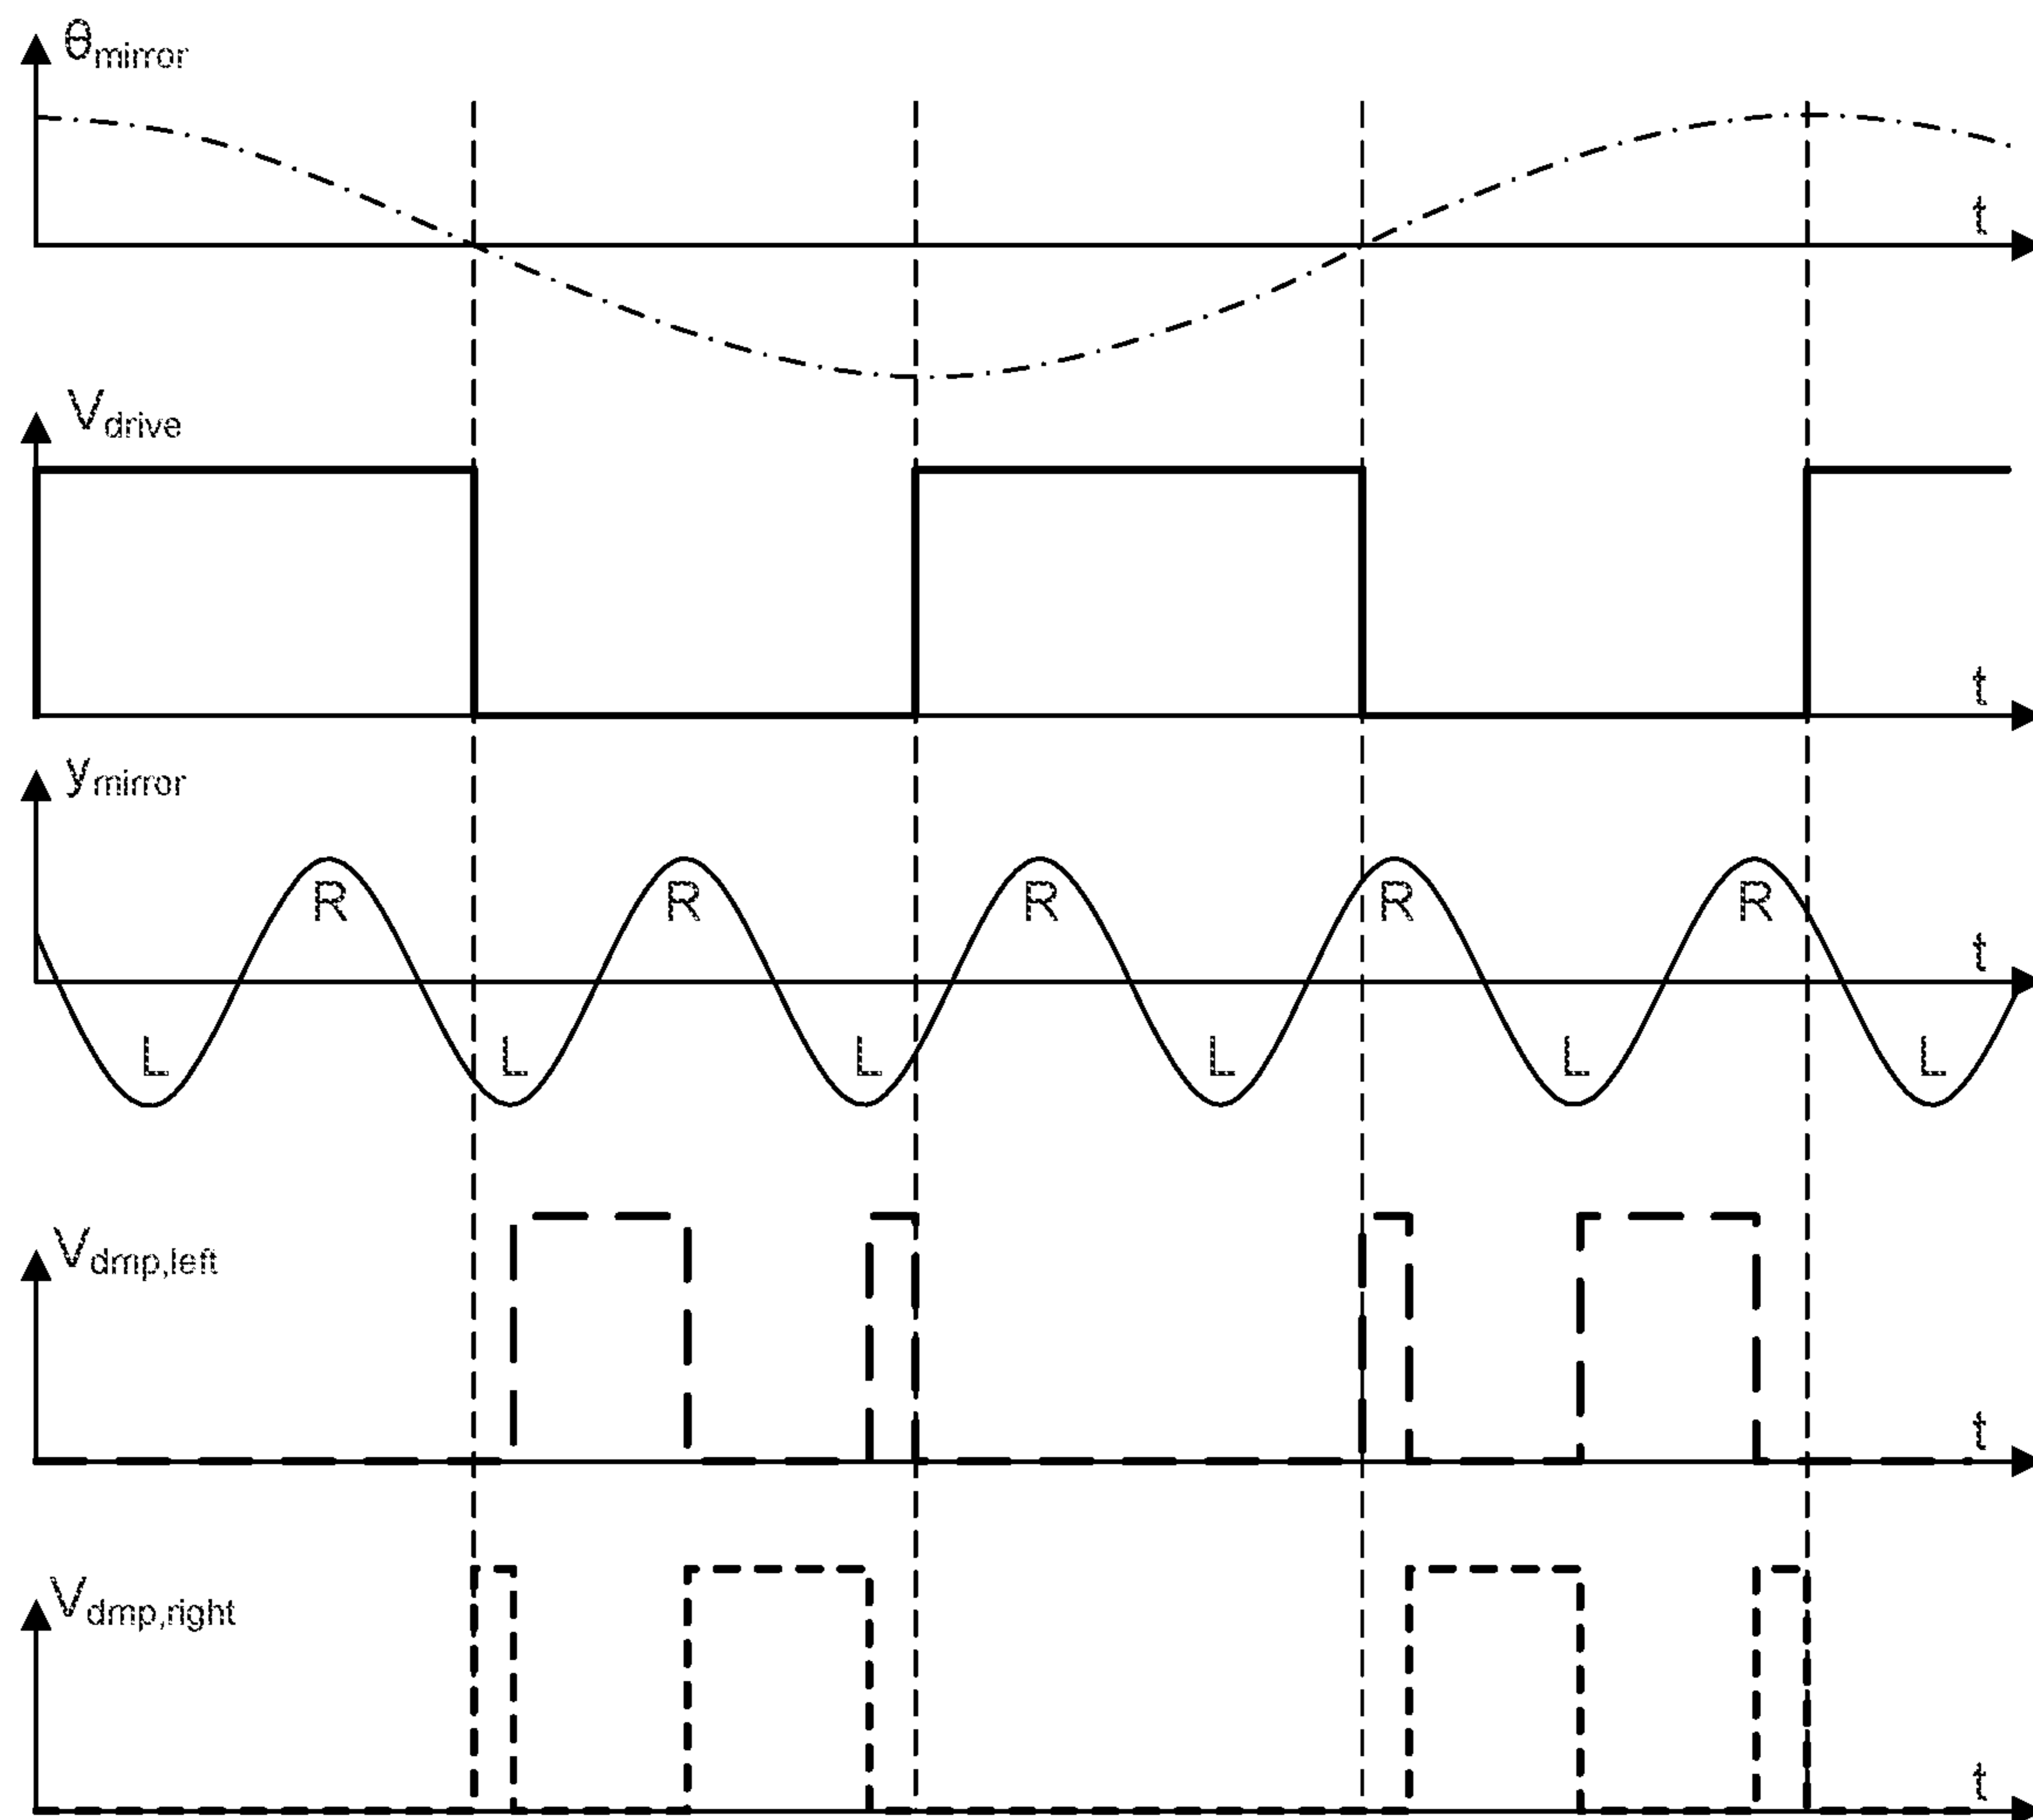 θmirror
t
Vdrive
t
ymirror
R R R R R
t
L L L L L L
Vdmp,left
t
Vdmp,right
t